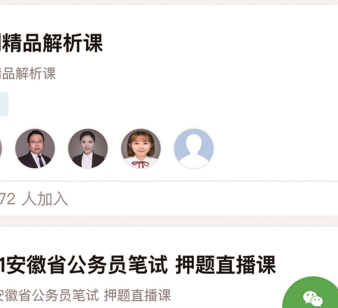 精品解析课
品解析课
72 人加入
1安徽省公务员笔试 押题直播课
安徽省公务员笔试 押题直播课